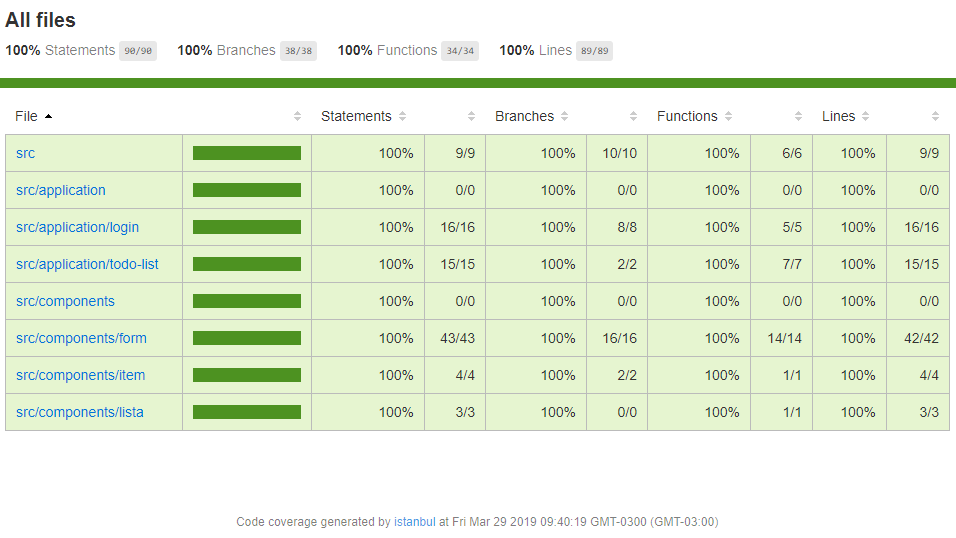 All files
100% Statements 90/90 100% Branches 38/38 100% Functions 34/34 100% Lines 89/89
File Statements Branches Functions Lines
src 100% 9/9 100% 10/10 100% 6/6 100% 9/9
src/application 100% 0/0 100% 0/0 100% 0/0 100% 0/0
src/application/login 100% 16/16 100% 8/8 100% 5/5 100% 16/16
src/application/todo-list 100% 15/15 100% 2/2 100% 7/7 100% 15/15
src/components 100% 0/0 100% 0/0 100% 0/0 100% 0/0
src/components/form 100% 43/43 100% 16/16 100% 14/14 100% 42/42
src/components/item 100% 4/4 100% 2/2 100% 1/1 100% 4/4
src/components/lista 100% 3/3 100% 0/0 100% 1/1 100% 3/3
Code coverage generated by istanbul at Fri Mar 29 2019 09:40:19 GMT-0300 (GMT-03:00)